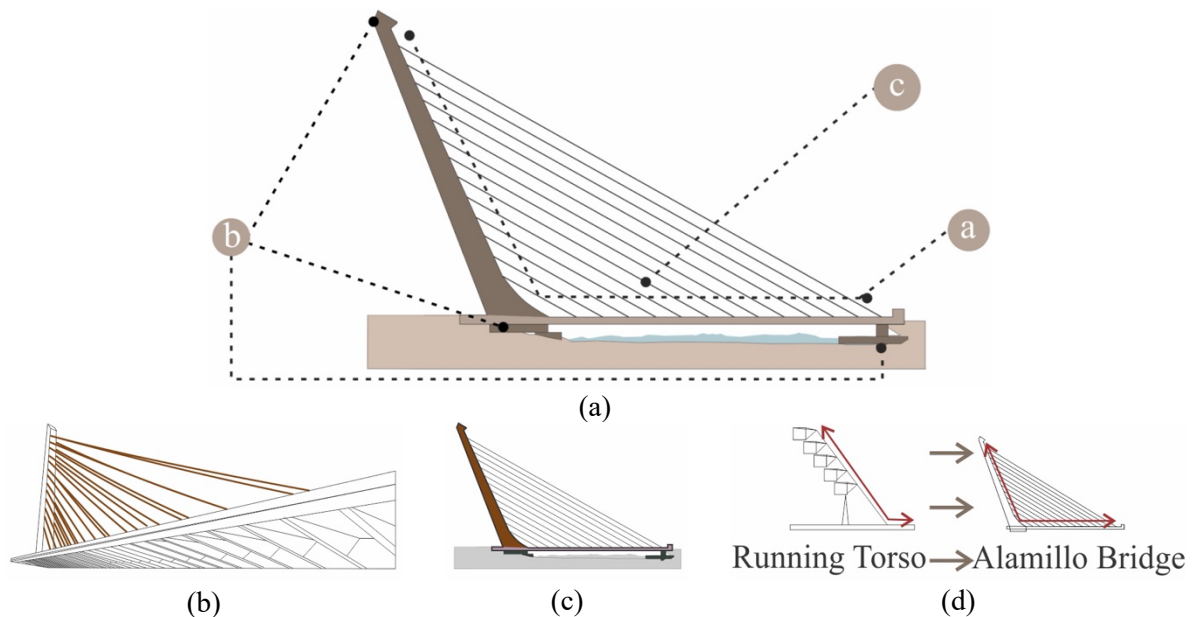 c
a
b
(a)
Running Torso
Alamillo Bridge
(b)
(c)
(d)